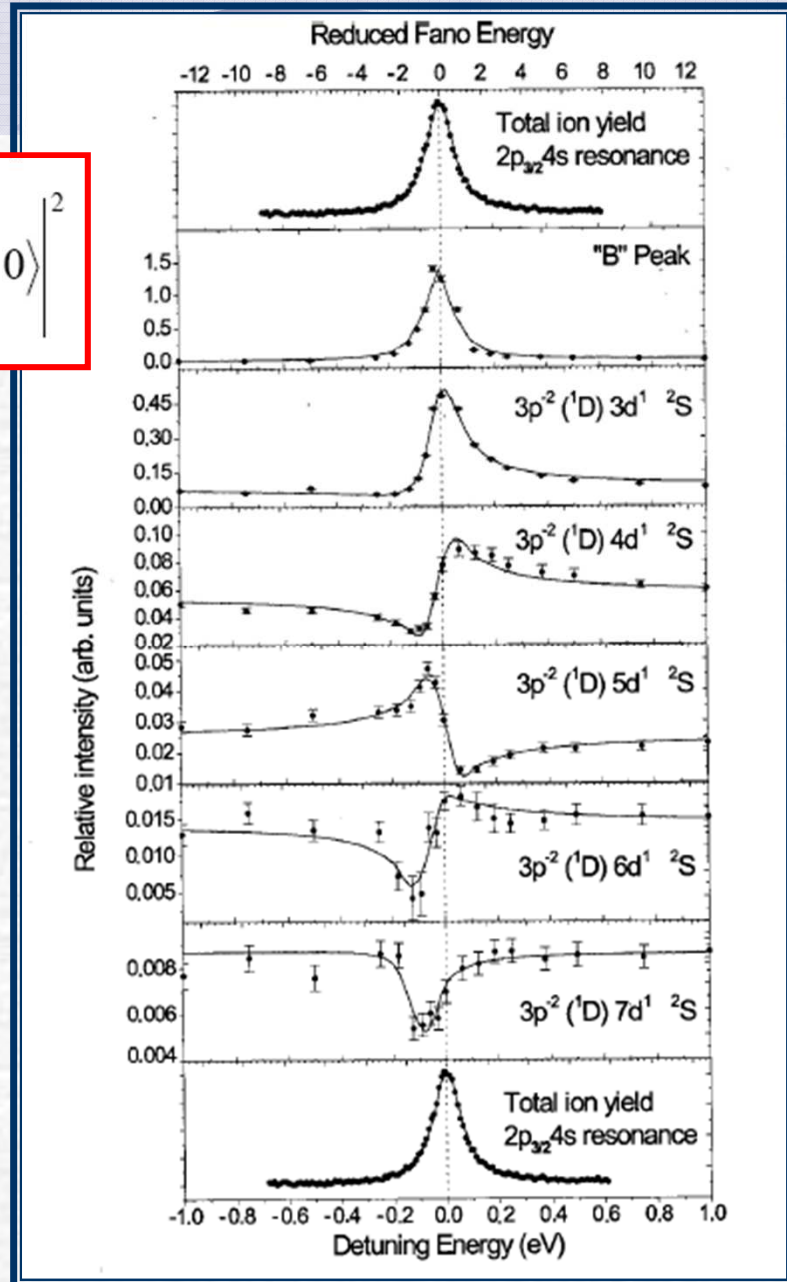 Reduced Fano Energy
-12 -10 -8 -6 -4 -2 0 2 4 6 8 10 12
Total ion yield
2p₃/₂4s resonance
0⟩|²
"B" Peak
1.5
1.0
0.5
0.0
3p⁻² (¹D) 3d¹ ²S
0.45
0.30
0.15
0.00
3p⁻² (¹D) 4d¹ ²S
0.10
0.08
0.06
0.04
0.02
3p⁻² (¹D) 5d¹ ²S
0.05
0.04
0.03
0.02
0.01
0.015
0.010
0.005
3p⁻² (¹D) 6d¹ ²S
0.008
0.006
0.004
3p⁻² (¹D) 7d¹ ²S
Relative intensity (arb. units)
Total ion yield
2p₃/₂4s resonance
-1.0 -0.8 -0.6 -0.4 -0.2 0.0 0.2 0.4 0.6 0.8 1.0
Detuning Energy (eV)